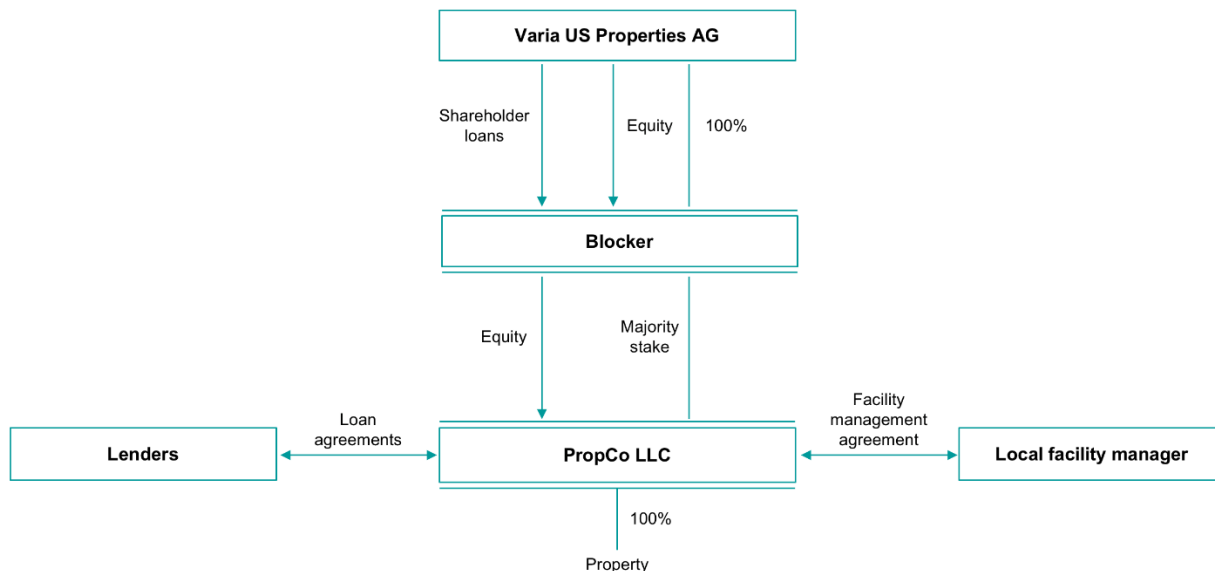 Varia US Properties AG
Shareholder
loans
Equity
100%
Blocker
Equity
Majority
stake
Loan
agreements
Facility
management
agreement
Lenders
PropCo LLC
Local facility manager
100%
Property